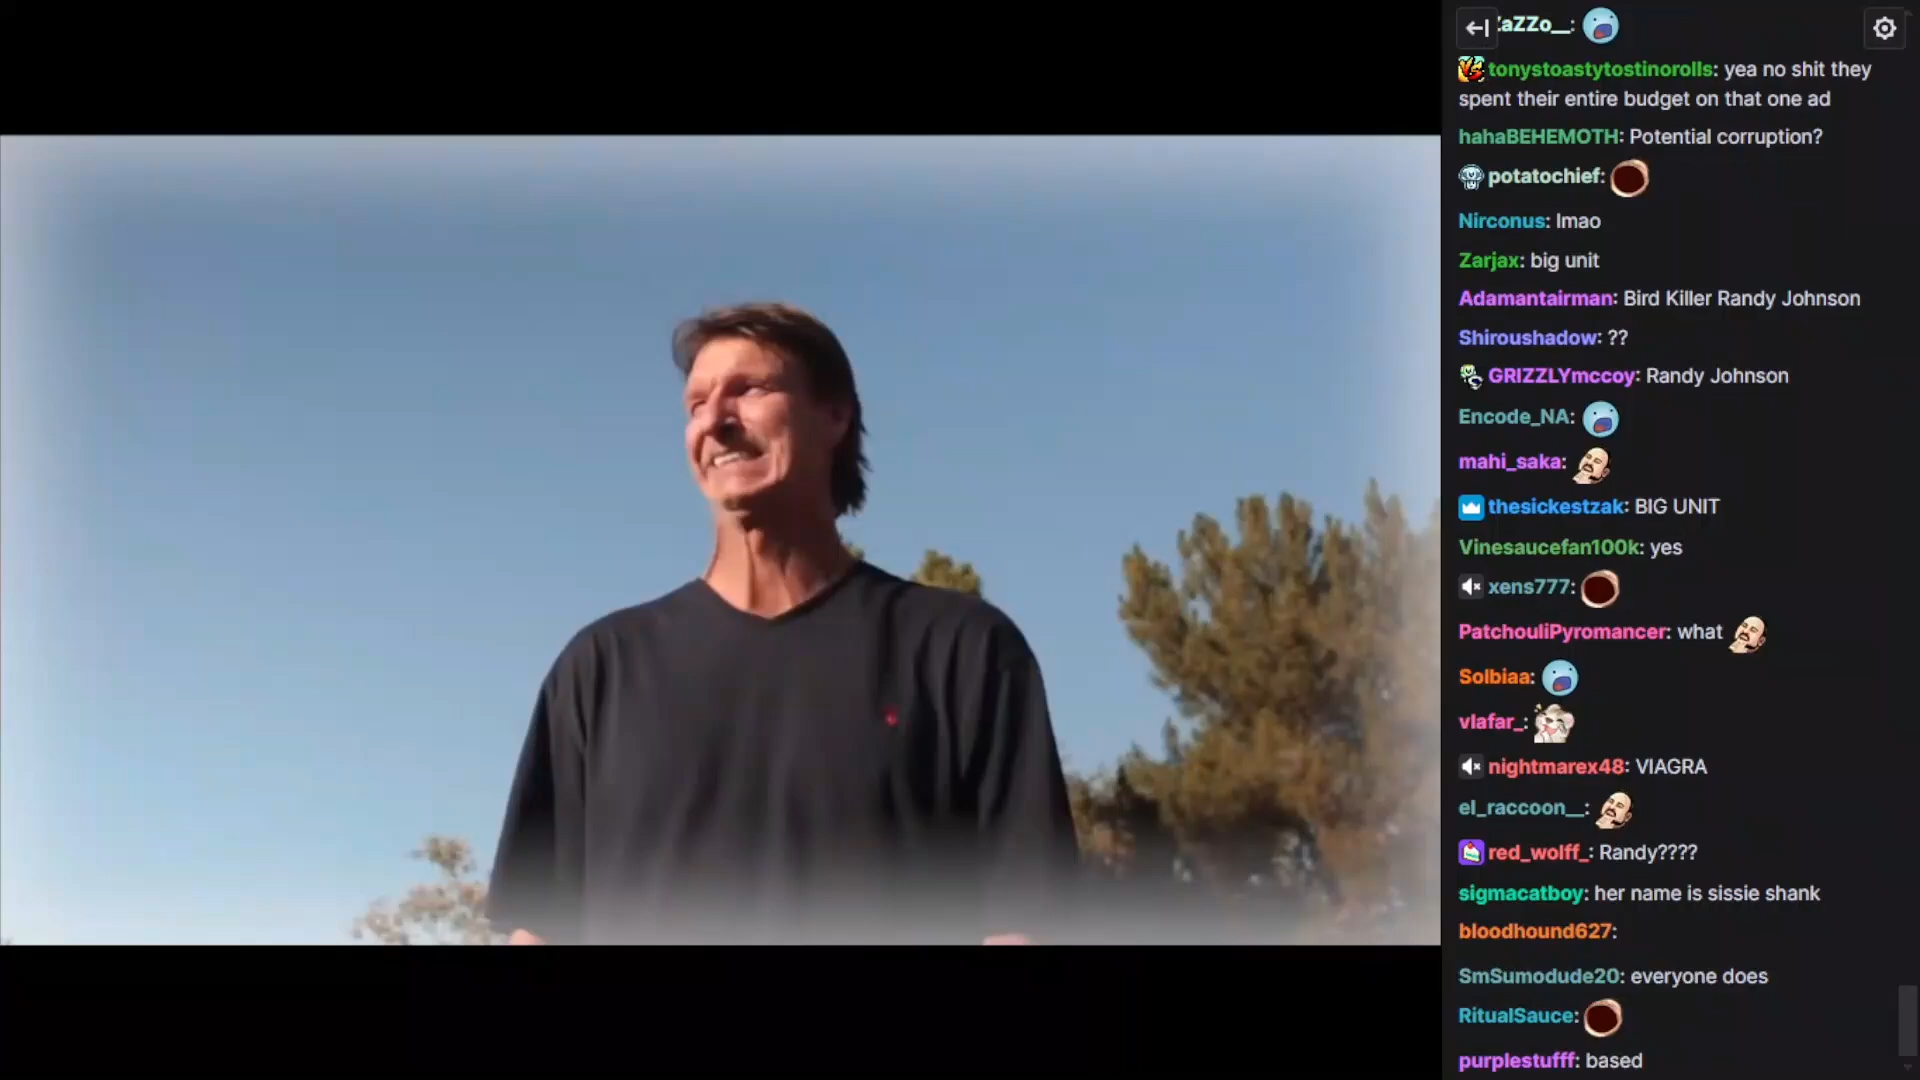 ZaZZo__:
tonystoastytostinorolls: yea no shit they
spent their entire budget on that one ad
hahaBEHEMOTH: Potential corruption?
potatochief:
Nirconus: lmao
Zarjax: big unit
Adamantairman: Bird Killer Randy Johnson
Shiroushadow: ??
GRIZZLYmccoy: Randy Johnson
Encode_NA:
mahi_saka:
thesickestzak: BIG UNIT
Vinesaucefan100k: yes
xens777:
PatchouliPyromancer: what
Solbiaa:
vlafar_:
nightmarex48: VIAGRA
el_raccoon__:
red_wolff_: Randy????
sigmacatboy: her name is sissie shank
bloodhound627:
SmSumodude20: everyone does
RitualSauce:
purplestufff: based